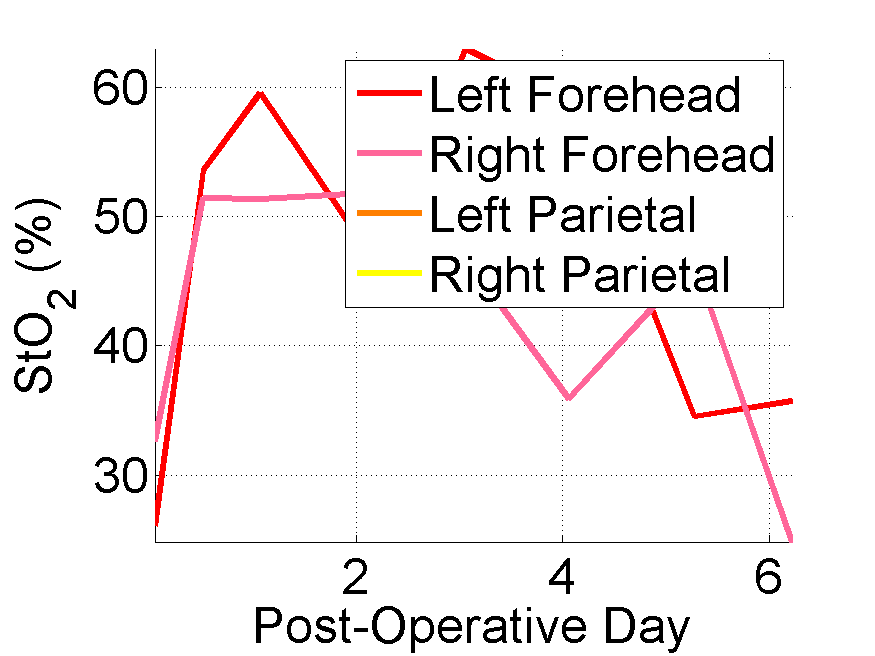 60
50
40
30
StO2 (%)
Left Forehead
Right Forehead
Left Parietal
Right Parietal
2 4 6
Post-Operative Day